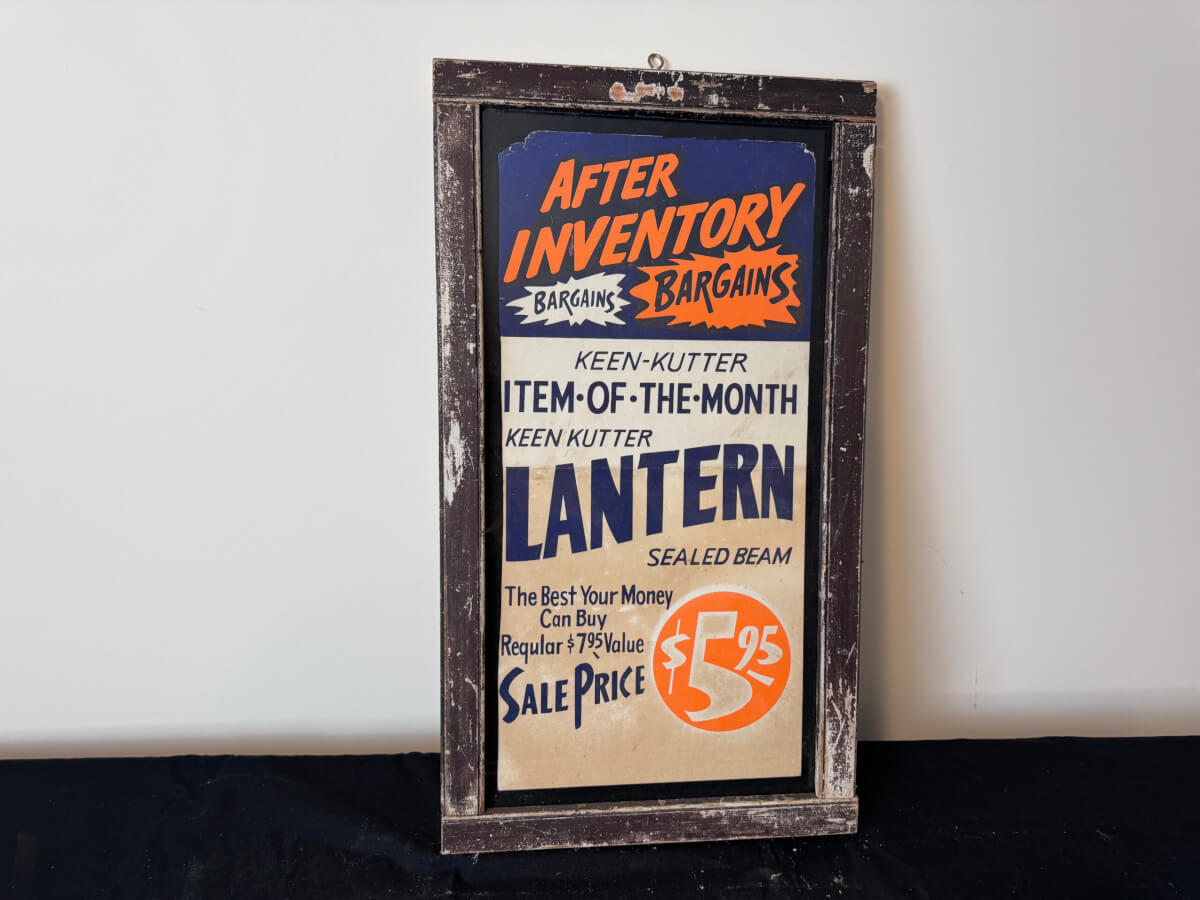 AFTER
INVENTORY
BARGAINS BARGAINS
KEEN-KUTTER
ITEM·OF·THE·MONTH
KEEN KUTTER
LANTERN
SEALED BEAM
The Best Your Money
Can Buy
Regular $7.95 Value
SALE PRICE
$5.95